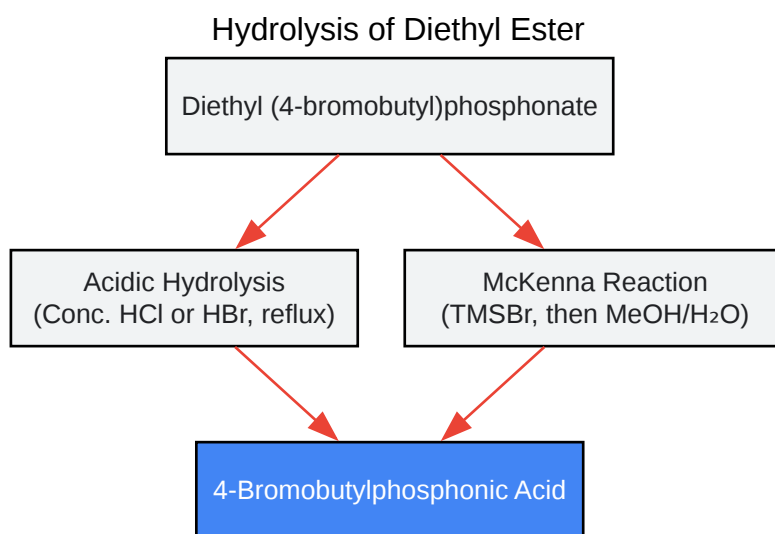 Hydrolysis of Diethyl Ester
Diethyl (4-bromobutyl)phosphonate
Acidic Hydrolysis
(Conc. HCl or HBr, reflux)
McKenna Reaction
(TMSBr, then MeOH/H₂O)
4-Bromobutylphosphonic Acid